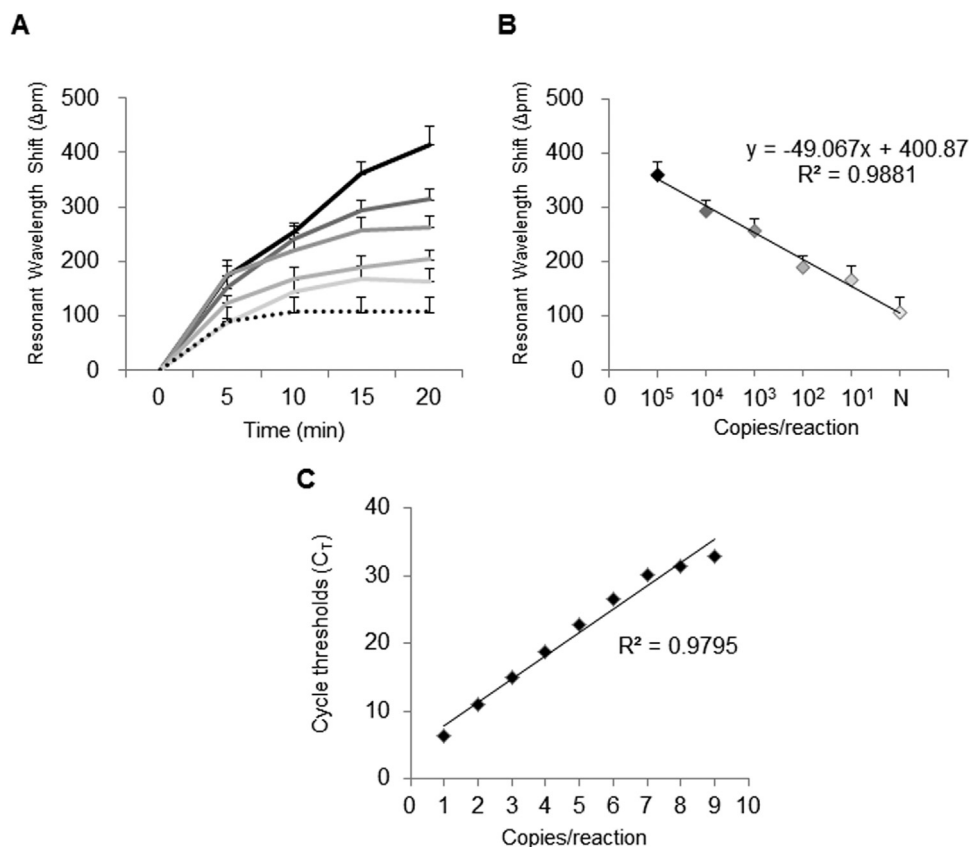 A
Resonant Wavelength Shift (Δpm)
500
400
300
200
100
0
0 5 10 15 20
Time (min)
B
Resonant Wavelength Shift (Δpm)
500
400
300
200
100
0
y = -49.067x + 400.87
R² = 0.9881
0 10⁵ 10⁴ 10³ 10² 10¹ N
Copies/reaction
C
Cycle thresholds (C_T)
40
30
20
10
0
R² = 0.9795
0 1 2 3 4 5 6 7 8 9 10
Copies/reaction